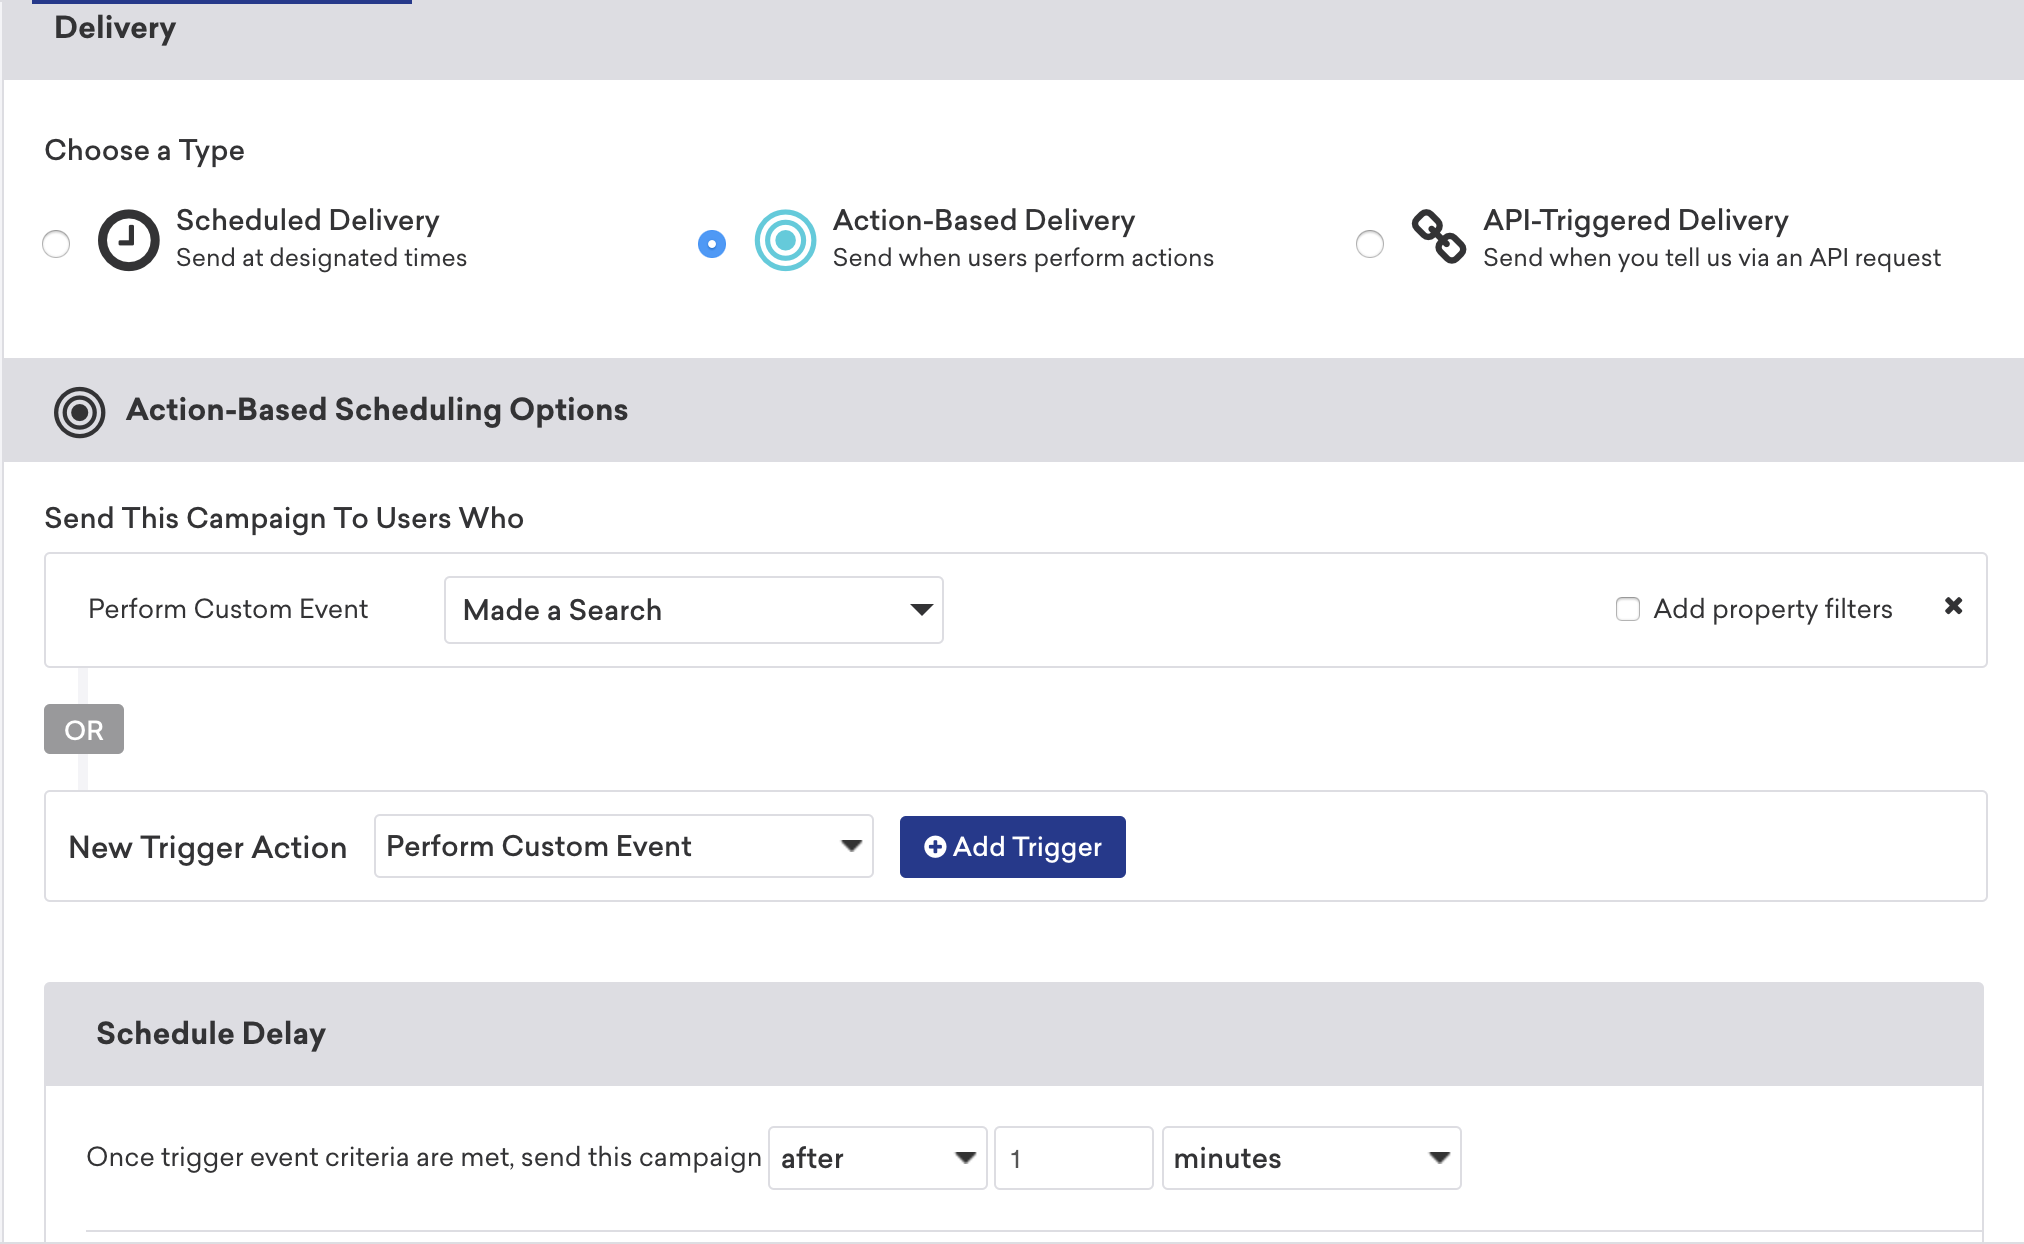 Delivery
Choose a Type
Scheduled Delivery
Send at designated times
Action-Based Delivery
Send when users perform actions
API-Triggered Delivery
Send when you tell us via an API request
Action-Based Scheduling Options
Send This Campaign To Users Who
Perform Custom Event Made a Search Add property filters
OR
New Trigger Action Perform Custom Event Add Trigger
Schedule Delay
Once trigger event criteria are met, send this campaign after 1 minutes